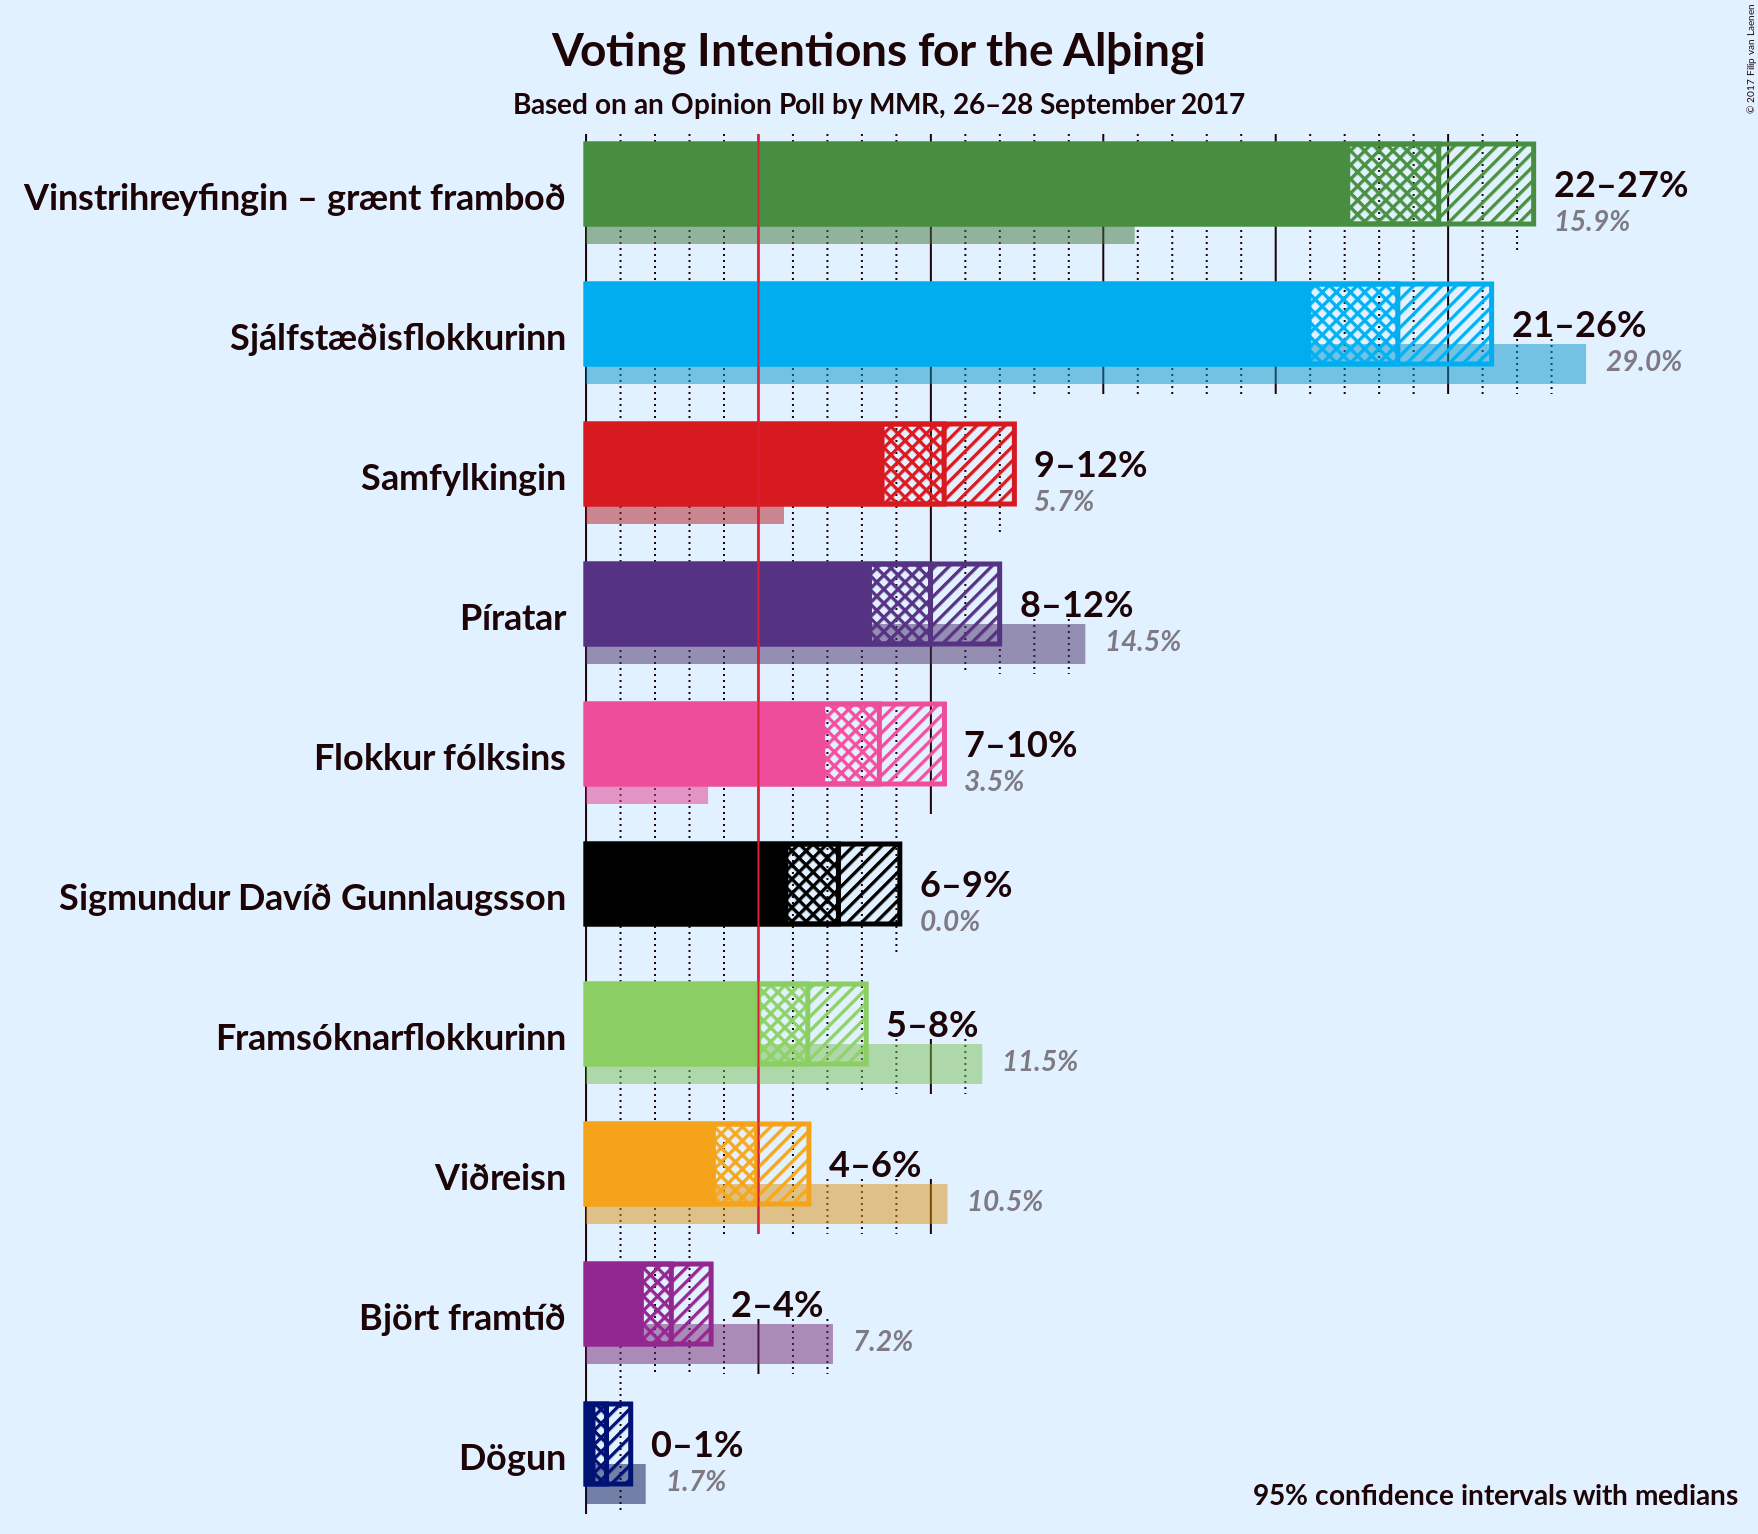 Voting Intentions for the Alþingi
Based on an Opinion Poll by MMR, 26–28 September 2017
© 2017 Filip van Laenen
Vinstrihreyfingin – grænt framboð
22–27%
15.9%
Sjálfstæðisflokkurinn
21–26%
29.0%
Samfylkingin
9–12%
5.7%
Píratar
8–12%
14.5%
Flokkur fólksins
7–10%
3.5%
Sigmundur Davíð Gunnlaugsson
6–9%
0.0%
Framsóknarflokkurinn
5–8%
11.5%
Viðreisn
4–6%
10.5%
Björt framtíð
2–4%
7.2%
Dögun
0–1%
1.7%
95% confidence intervals with medians